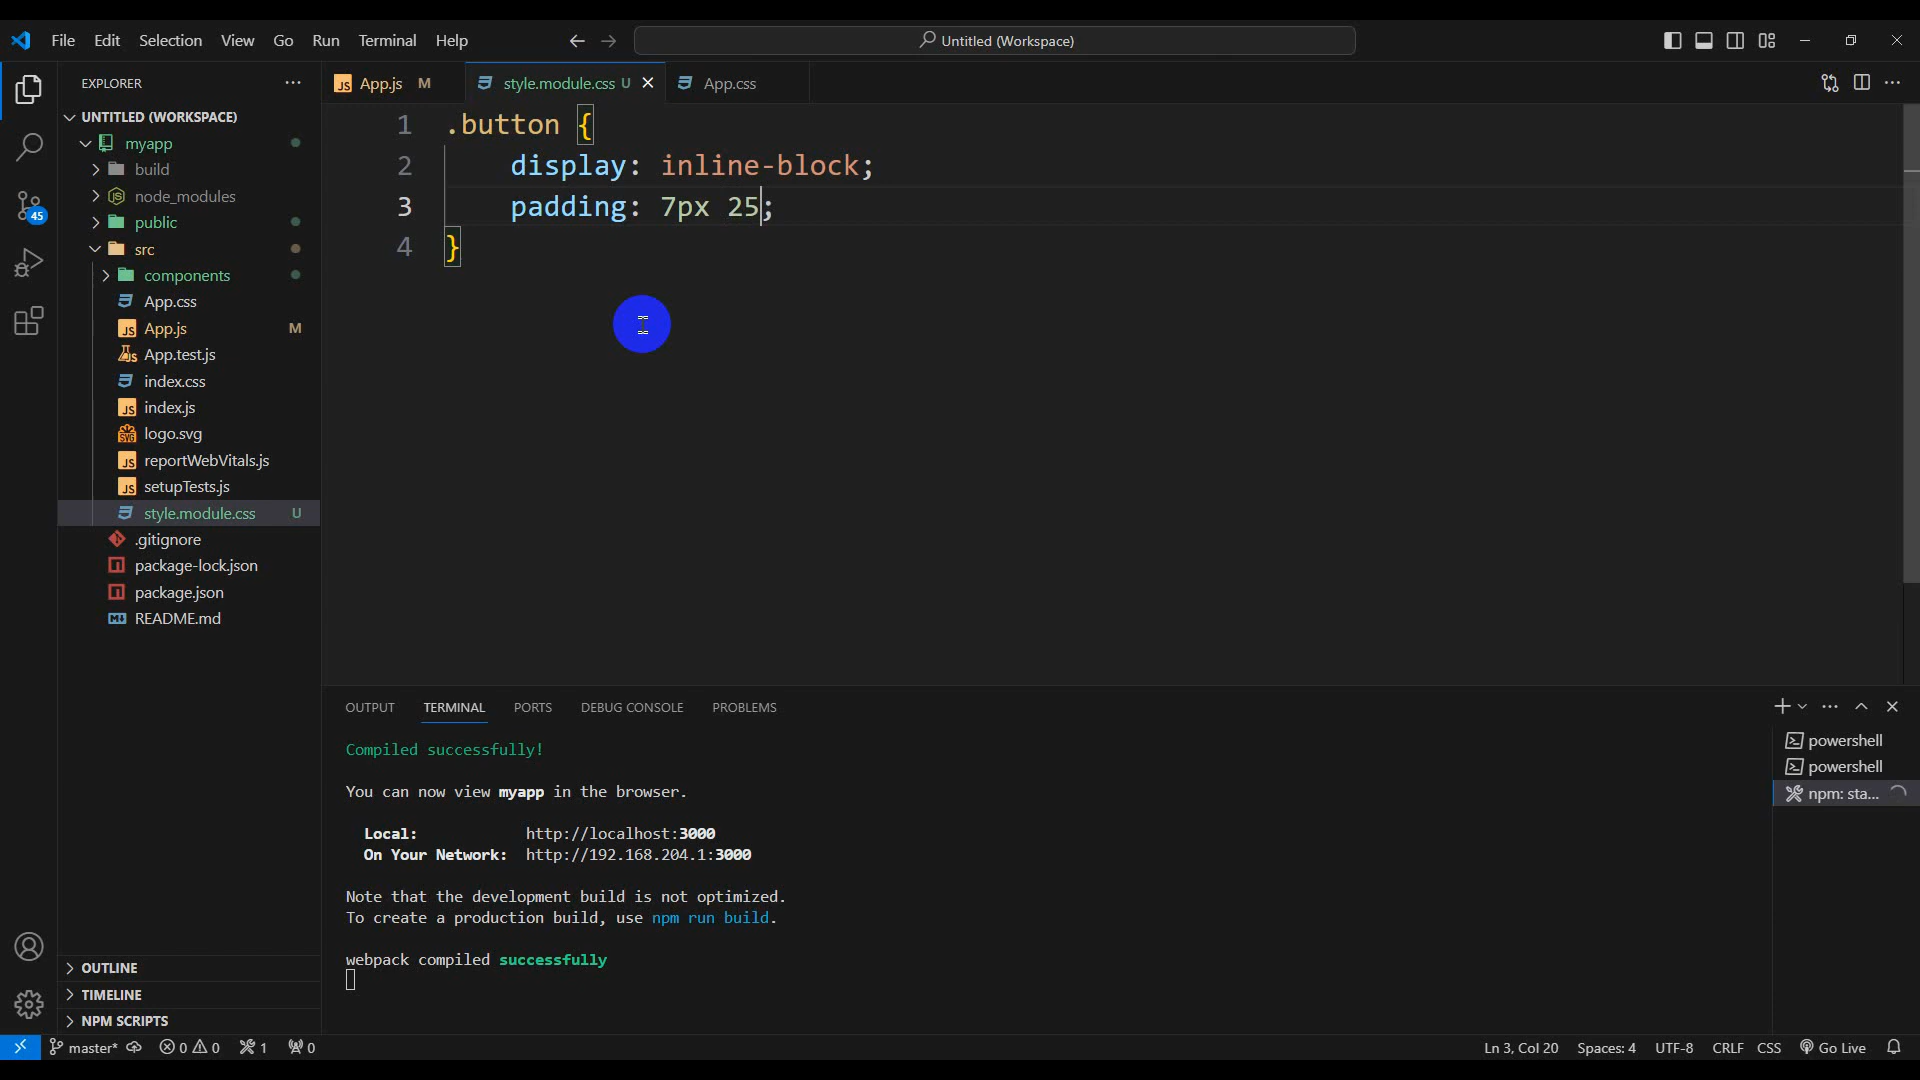 File Edit Selection View Go Run Terminal Help
Untitled (Workspace)
EXPLORER
UNTITLED (WORKSPACE)
myapp
build
node_modules
public
src
components
App.css
App.js M
App.test.js
index.css
index.js
logo.svg
reportWebVitals.js
setupTests.js
style.module.css U
.gitignore
package-lock.json
package.json
README.md
OUTLINE
TIMELINE
NPM SCRIPTS
45
JS App.js M
style.module.css U
App.css
1 .button {
2 display: inline-block;
3 padding: 7px 25;
4 }
OUTPUT TERMINAL PORTS DEBUG CONSOLE PROBLEMS
Compiled successfully!
You can now view myapp in the browser.
Local: http://localhost:3000
On Your Network: http://192.168.204.1:3000
Note that the development build is not optimized.
To create a production build, use npm run build.
webpack compiled successfully
powershell
powershell
npm: sta...
master* 0 0 1 0
Ln 3, Col 20 Spaces: 4 UTF-8 CRLF CSS Go Live